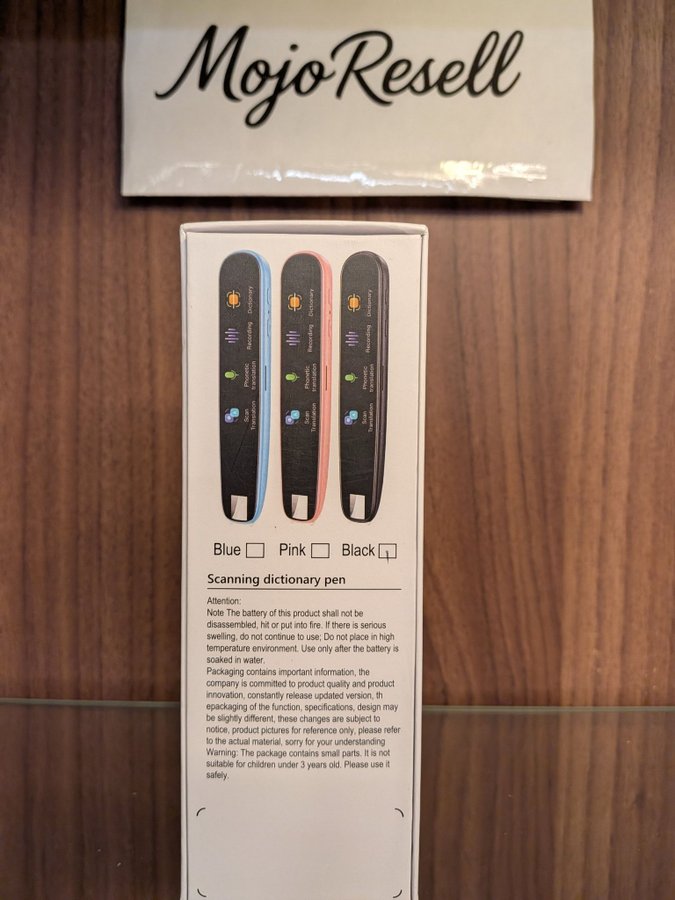 MojoResell
Dictionary
Recording
Phonetic
translation
Scan
Translation
Dictionary
Recording
Phonetic
translation
Scan
Translation
Dictionary
Recording
Phonetic
translation
Scan
Translation
Blue Pink Black
Scanning dictionary pen
Attention:
Note The battery of this product shall not be
disassembled, hit or put into fire. If there is serious
swelling, do not continue to use; Do not place in high
temperature environment. Use only after the battery is
soaked in water.
Packaging contains important information, the
company is committed to product quality and product
innovation, constantly release updated version, th
epackaging of the function, specifications, design may
be slightly different, these changes are subject to
notice, product pictures for reference only, please refer
to the actual material, sorry for your understanding
Warning: The package contains small parts. It is not
suitable for children under 3 years old. Please use it
safely.